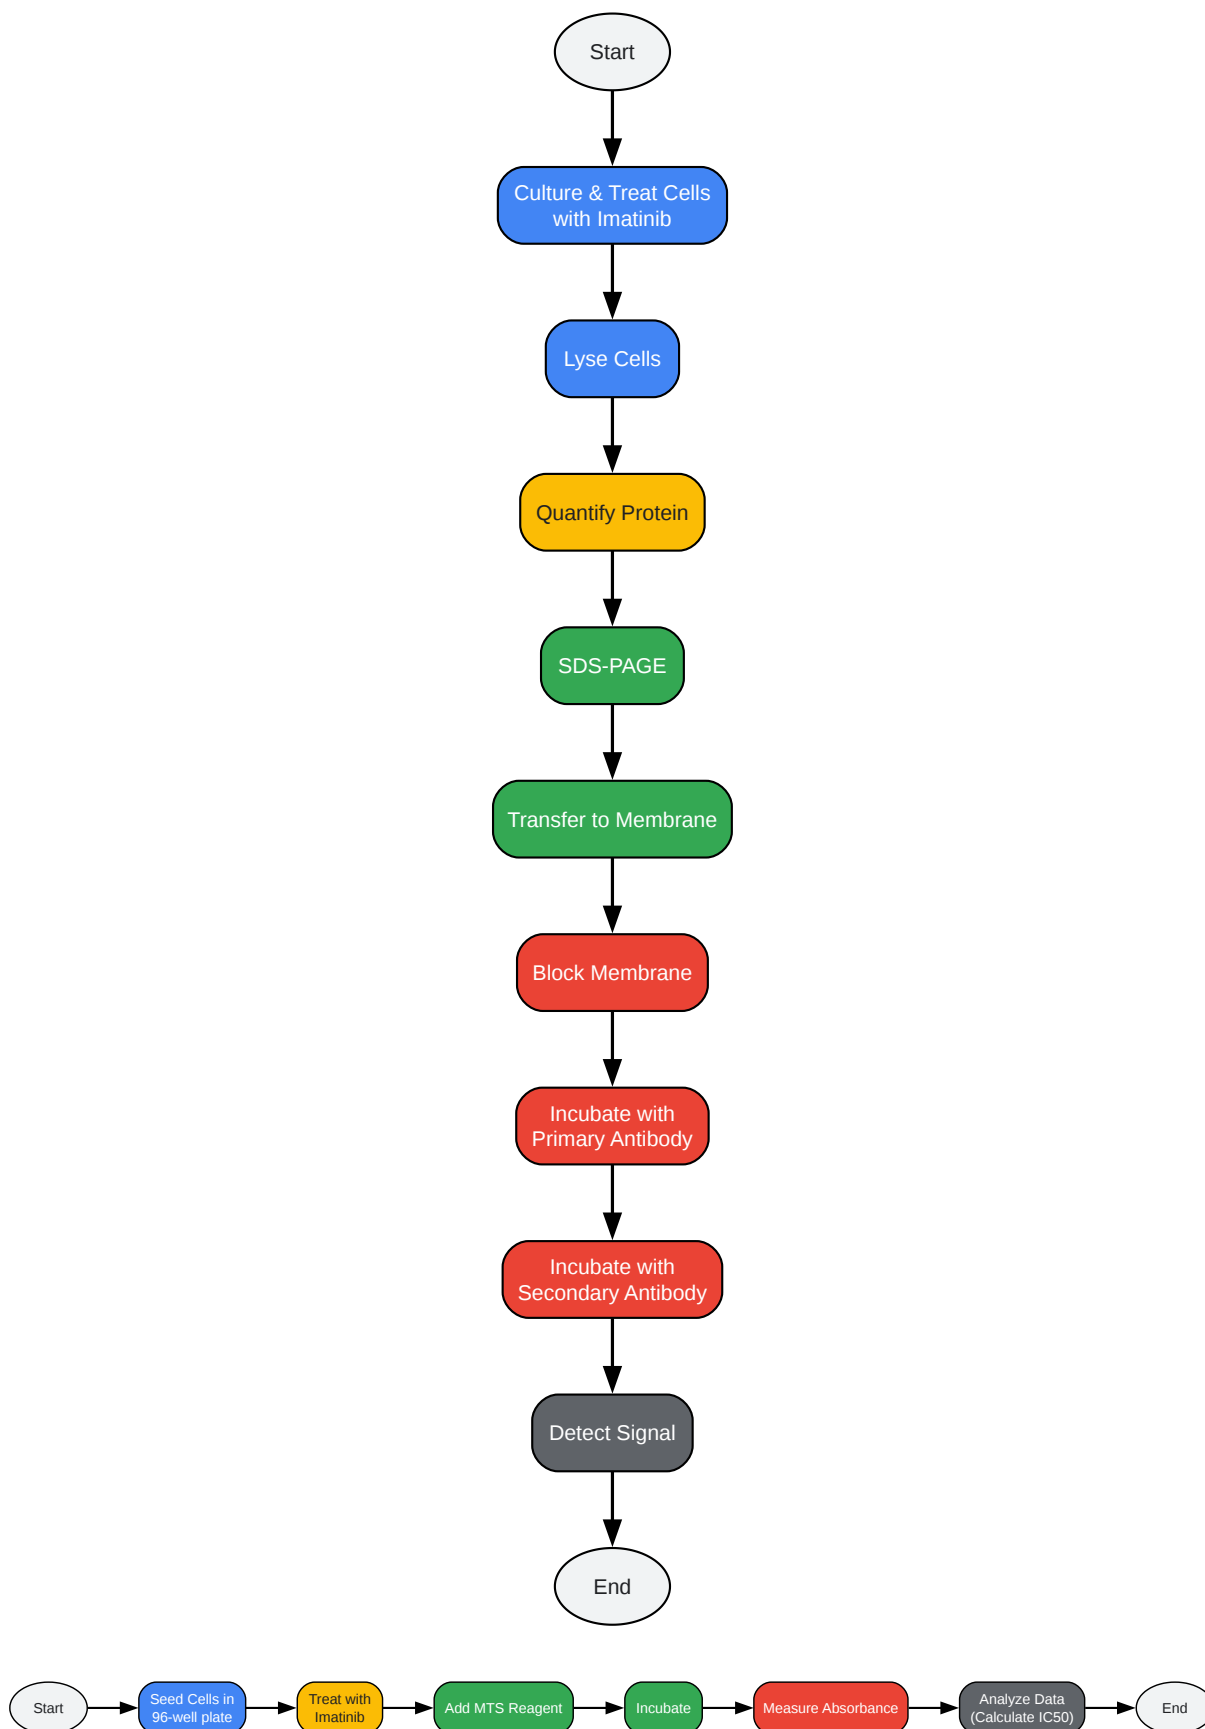 Start
Culture & Treat Cells
with Imatinib
Lyse Cells
Quantify Protein
SDS-PAGE
Transfer to Membrane
Block Membrane
Incubate with
Primary Antibody
Incubate with
Secondary Antibody
Detect Signal
End
Start
Seed Cells in
96-well plate
Treat with
Imatinib
Add MTS Reagent
Incubate
Measure Absorbance
Analyze Data
(Calculate IC50)
End